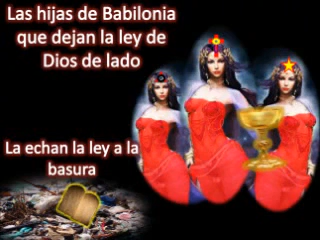 Las hijas de Babilonia
que dejan la ley de
Dios de lado
La echan la ley a la
basura